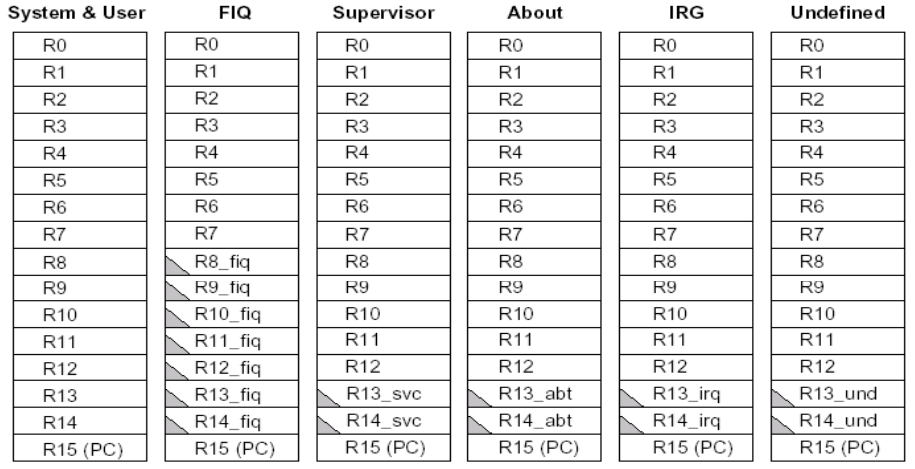 System & User FIQ Supervisor About IRG Undefined
R0 R0 R0 R0 R0 R0
R1 R1 R1 R1 R1 R1
R2 R2 R2 R2 R2 R2
R3 R3 R3 R3 R3 R3
R4 R4 R4 R4 R4 R4
R5 R5 R5 R5 R5 R5
R6 R6 R6 R6 R6 R6
R7 R7 R7 R7 R7 R7
R8 R8_fiq R8 R8 R8 R8
R9 R9_fiq R9 R9 R9 R9
R10 R10_fiq R10 R10 R10 R10
R11 R11_fiq R11 R11 R11 R11
R12 R12_fiq R12 R12 R12 R12
R13 R13_fiq R13_svc R13_abt R13_irq R13_und
R14 R14_fiq R14_svc R14_abt R14_irq R14_und
R15 (PC) R15 (PC) R15 (PC) R15 (PC) R15 (PC) R15 (PC)